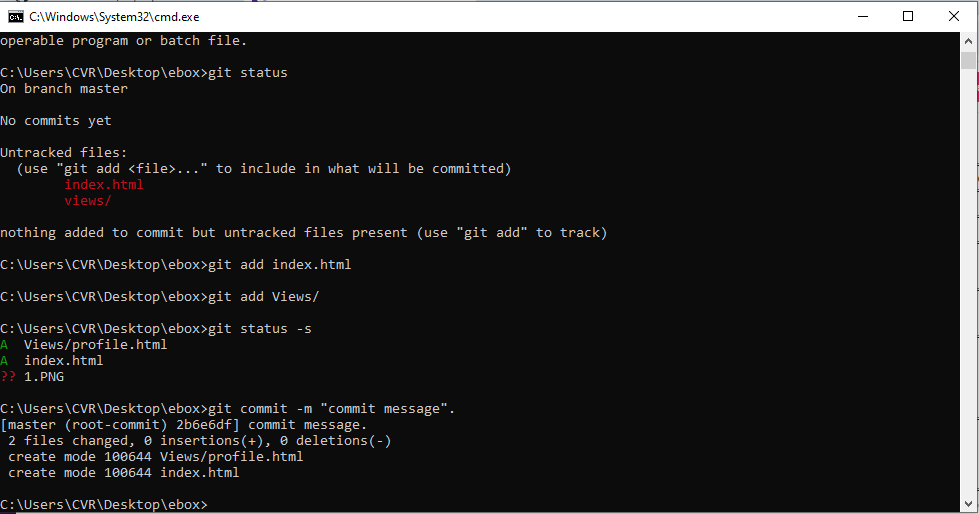 C:\Windows\System32\cmd.exe
operable program or batch file.
C:\Users\CVR\Desktop\ebox>git status
On branch master
No commits yet
Untracked files:
(use "git add <file>..." to include in what will be committed)
index.html
views/
nothing added to commit but untracked files present (use "git add" to track)
C:\Users\CVR\Desktop\ebox>git add index.html
C:\Users\CVR\Desktop\ebox>git add Views/
C:\Users\CVR\Desktop\ebox>git status -s
A  Views/profile.html
A  index.html
?? 1.PNG
C:\Users\CVR\Desktop\ebox>git commit -m "commit message".
[master (root-commit) 2b6e6df] commit message.
2 files changed, 0 insertions(+), 0 deletions(-)
create mode 100644 Views/profile.html
create mode 100644 index.html
C:\Users\CVR\Desktop\ebox>